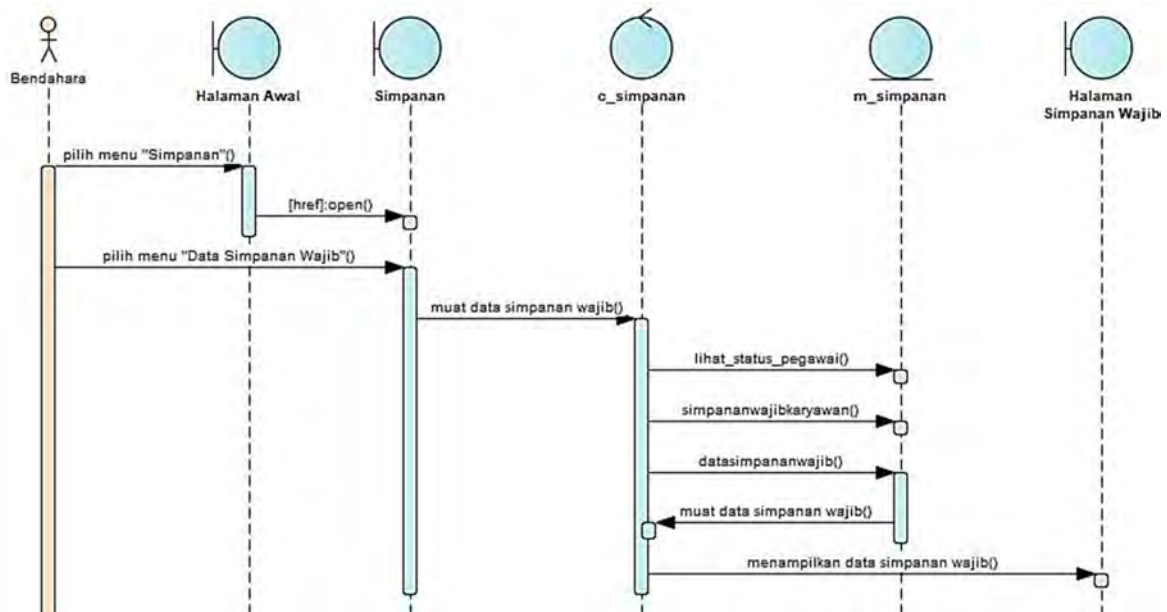 Bendahara
Halaman Awal
Simpanan
c_simpanan
m_simpanan
Halaman
Simpanan Wajib
pilih menu "Simpanan"()
[href]:open()
pilih menu "Data Simpanan Wajib"()
muat data simpanan wajib()
lihat_status_pegawai()
simpananwajibkaryawan()
datasimpananwajib()
muat data simpanan wajib()
menampilkan data simpanan wajib()